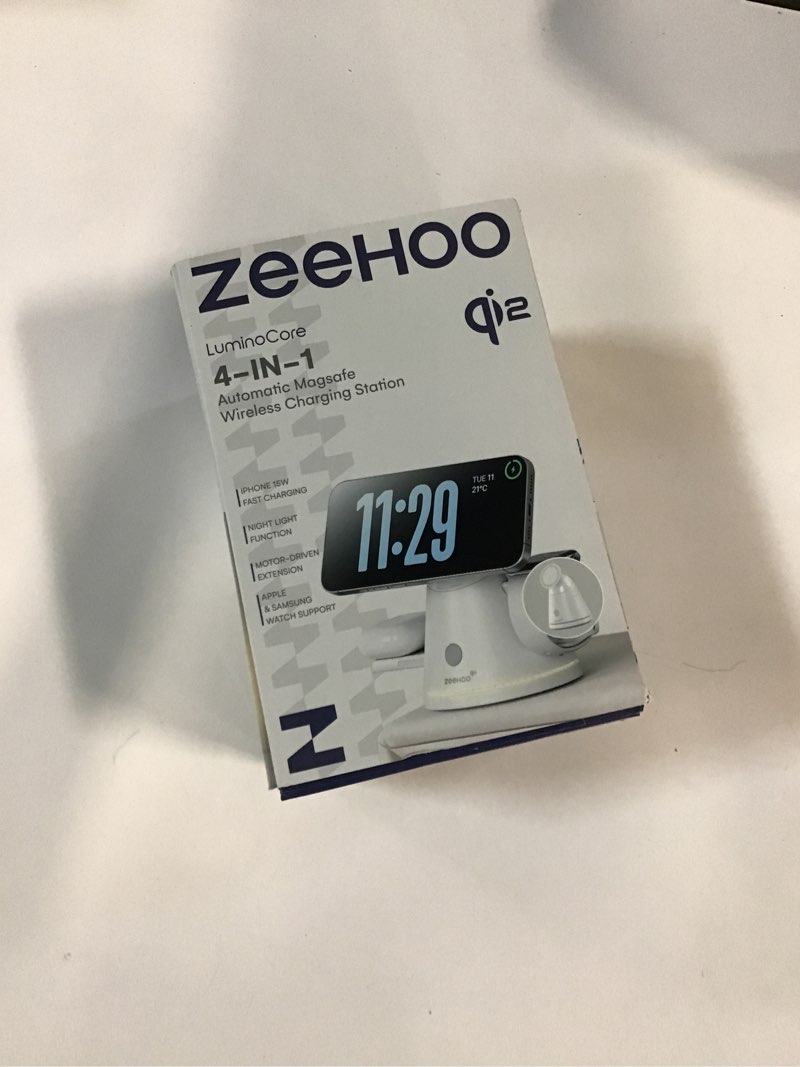 zeeHOO
qi2
LuminoCore
4-IN-1
Automatic Magsafe
Wireless Charging Station
IPHONE 15W
FAST CHARGING
NIGHT LIGHT
FUNCTION
MOTOR-DRIVEN
EXTENSION
APPLE
& SAMSUNG
WATCH SUPPORT
TUE 11
21°C
11:29
zeeHOO